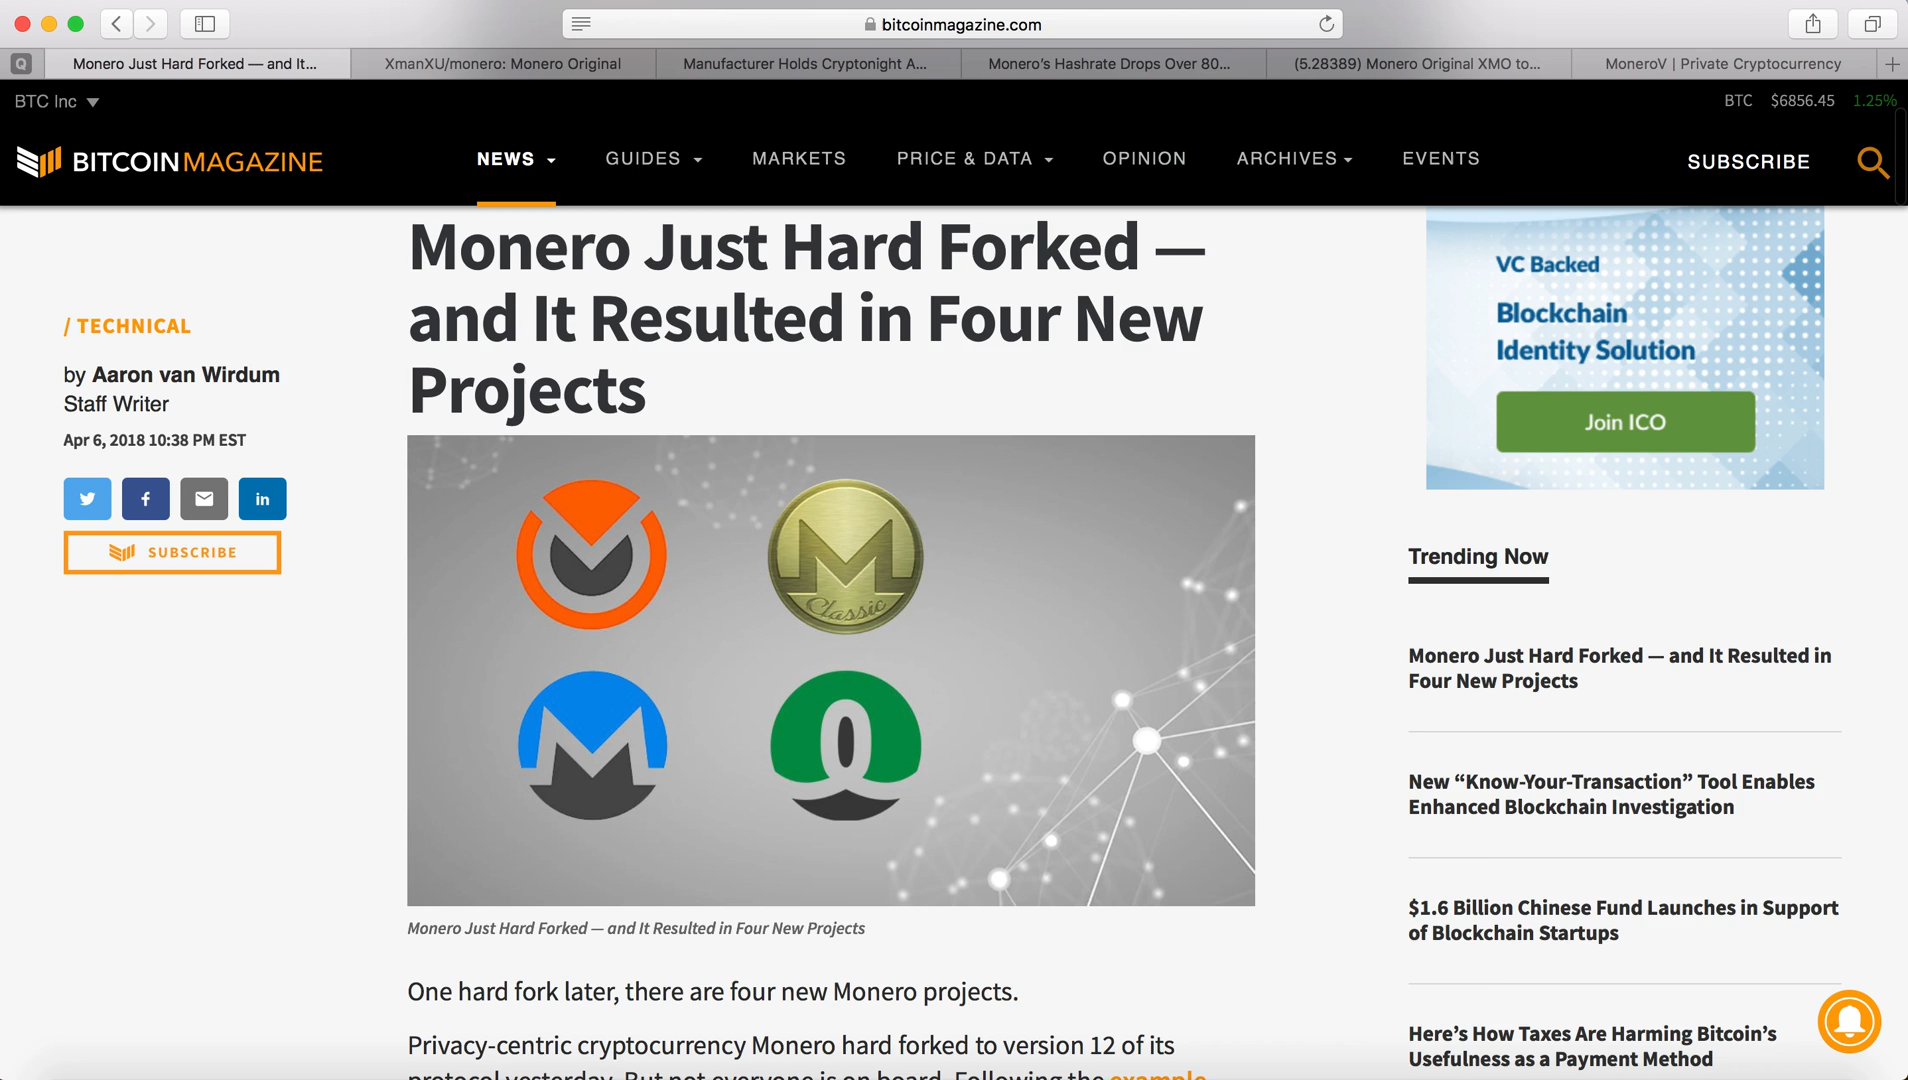 bitcoinmagazine.com
Monero Just Hard Forked — and It...
XmanXU/monero: Monero Original
Manufacturer Holds Cryptonight A...
Monero's Hashrate Drops Over 80...
(5.28389) Monero Original XMO to...
MoneroV | Private Cryptocurrency
BTC Inc
BTC $6856.45 1.25%
BITCOINMAGAZINE
NEWS
GUIDES
MARKETS
PRICE & DATA
OPINION
ARCHIVES
EVENTS
SUBSCRIBE
/ TECHNICAL
by Aaron van Wirdum
Staff Writer
Apr 6, 2018 10:38 PM EST
SUBSCRIBE
Monero Just Hard Forked —
and It Resulted in Four New
Projects
Classic
Monero Just Hard Forked — and It Resulted in Four New Projects
One hard fork later, there are four new Monero projects.
Privacy-centric cryptocurrency Monero hard forked to version 12 of its
protocol yesterday. But not everyone is on board. Following the example
VC Backed
Blockchain
Identity Solution
Join ICO
Trending Now
Monero Just Hard Forked — and It Resulted in
Four New Projects
New “Know-Your-Transaction” Tool Enables
Enhanced Blockchain Investigation
$1.6 Billion Chinese Fund Launches in Support
of Blockchain Startups
Here’s How Taxes Are Harming Bitcoin’s
Usefulness as a Payment Method